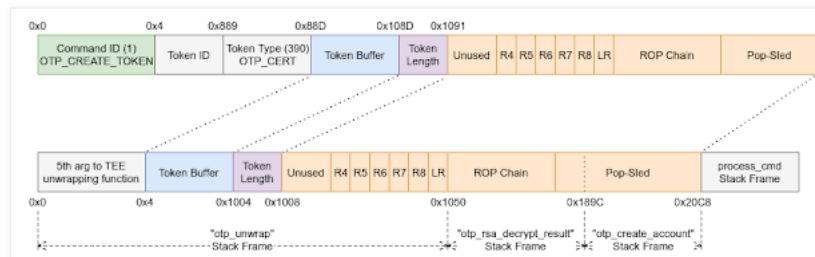 0x0 0x4 0x889 0x88D 0x108D 0x1091
Command ID (1) Token Type (390) Token
OTP_CREATE_TOKEN Token ID OTP_CERT Token Buffer Length Unused R4 R5 R6 R7 R8 LR ROP Chain Pop-Sled
5th arg to TEE Token process_cmd
unwrapping function Token Buffer Length Unused R4 R5 R6 R7 R8 LR ROP Chain Pop-Sled Stack Frame
0x0 0x4 0x1004 0x1008 0x1050 0x189C 0x20C8
"otp_unwrap" "otp_rsa_decrypt_result" "otp_create_account"
Stack Frame Stack Frame Stack Frame